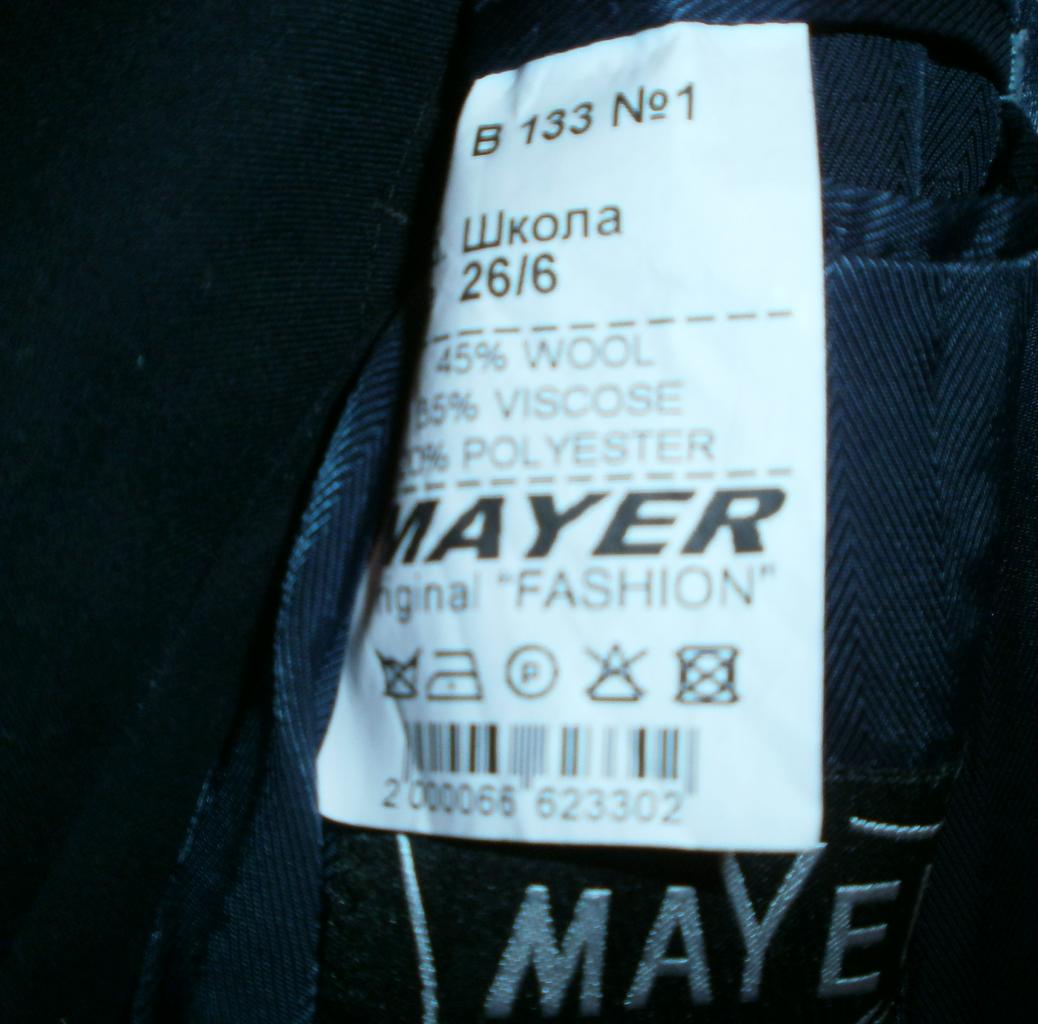 В 133 №1
Школа
26/6
45% WOOL
VISCOSE
POLYESTER
MAYER
"FASHION"
P
2 000066 623302
MAYE